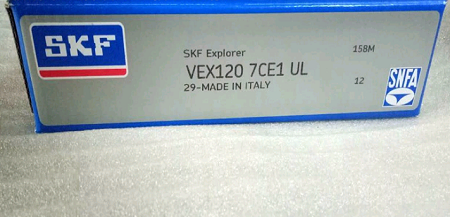 SKF
SKF Explorer
158M
VEX120 7CE1 UL
12
29-MADE IN ITALY
SNFA